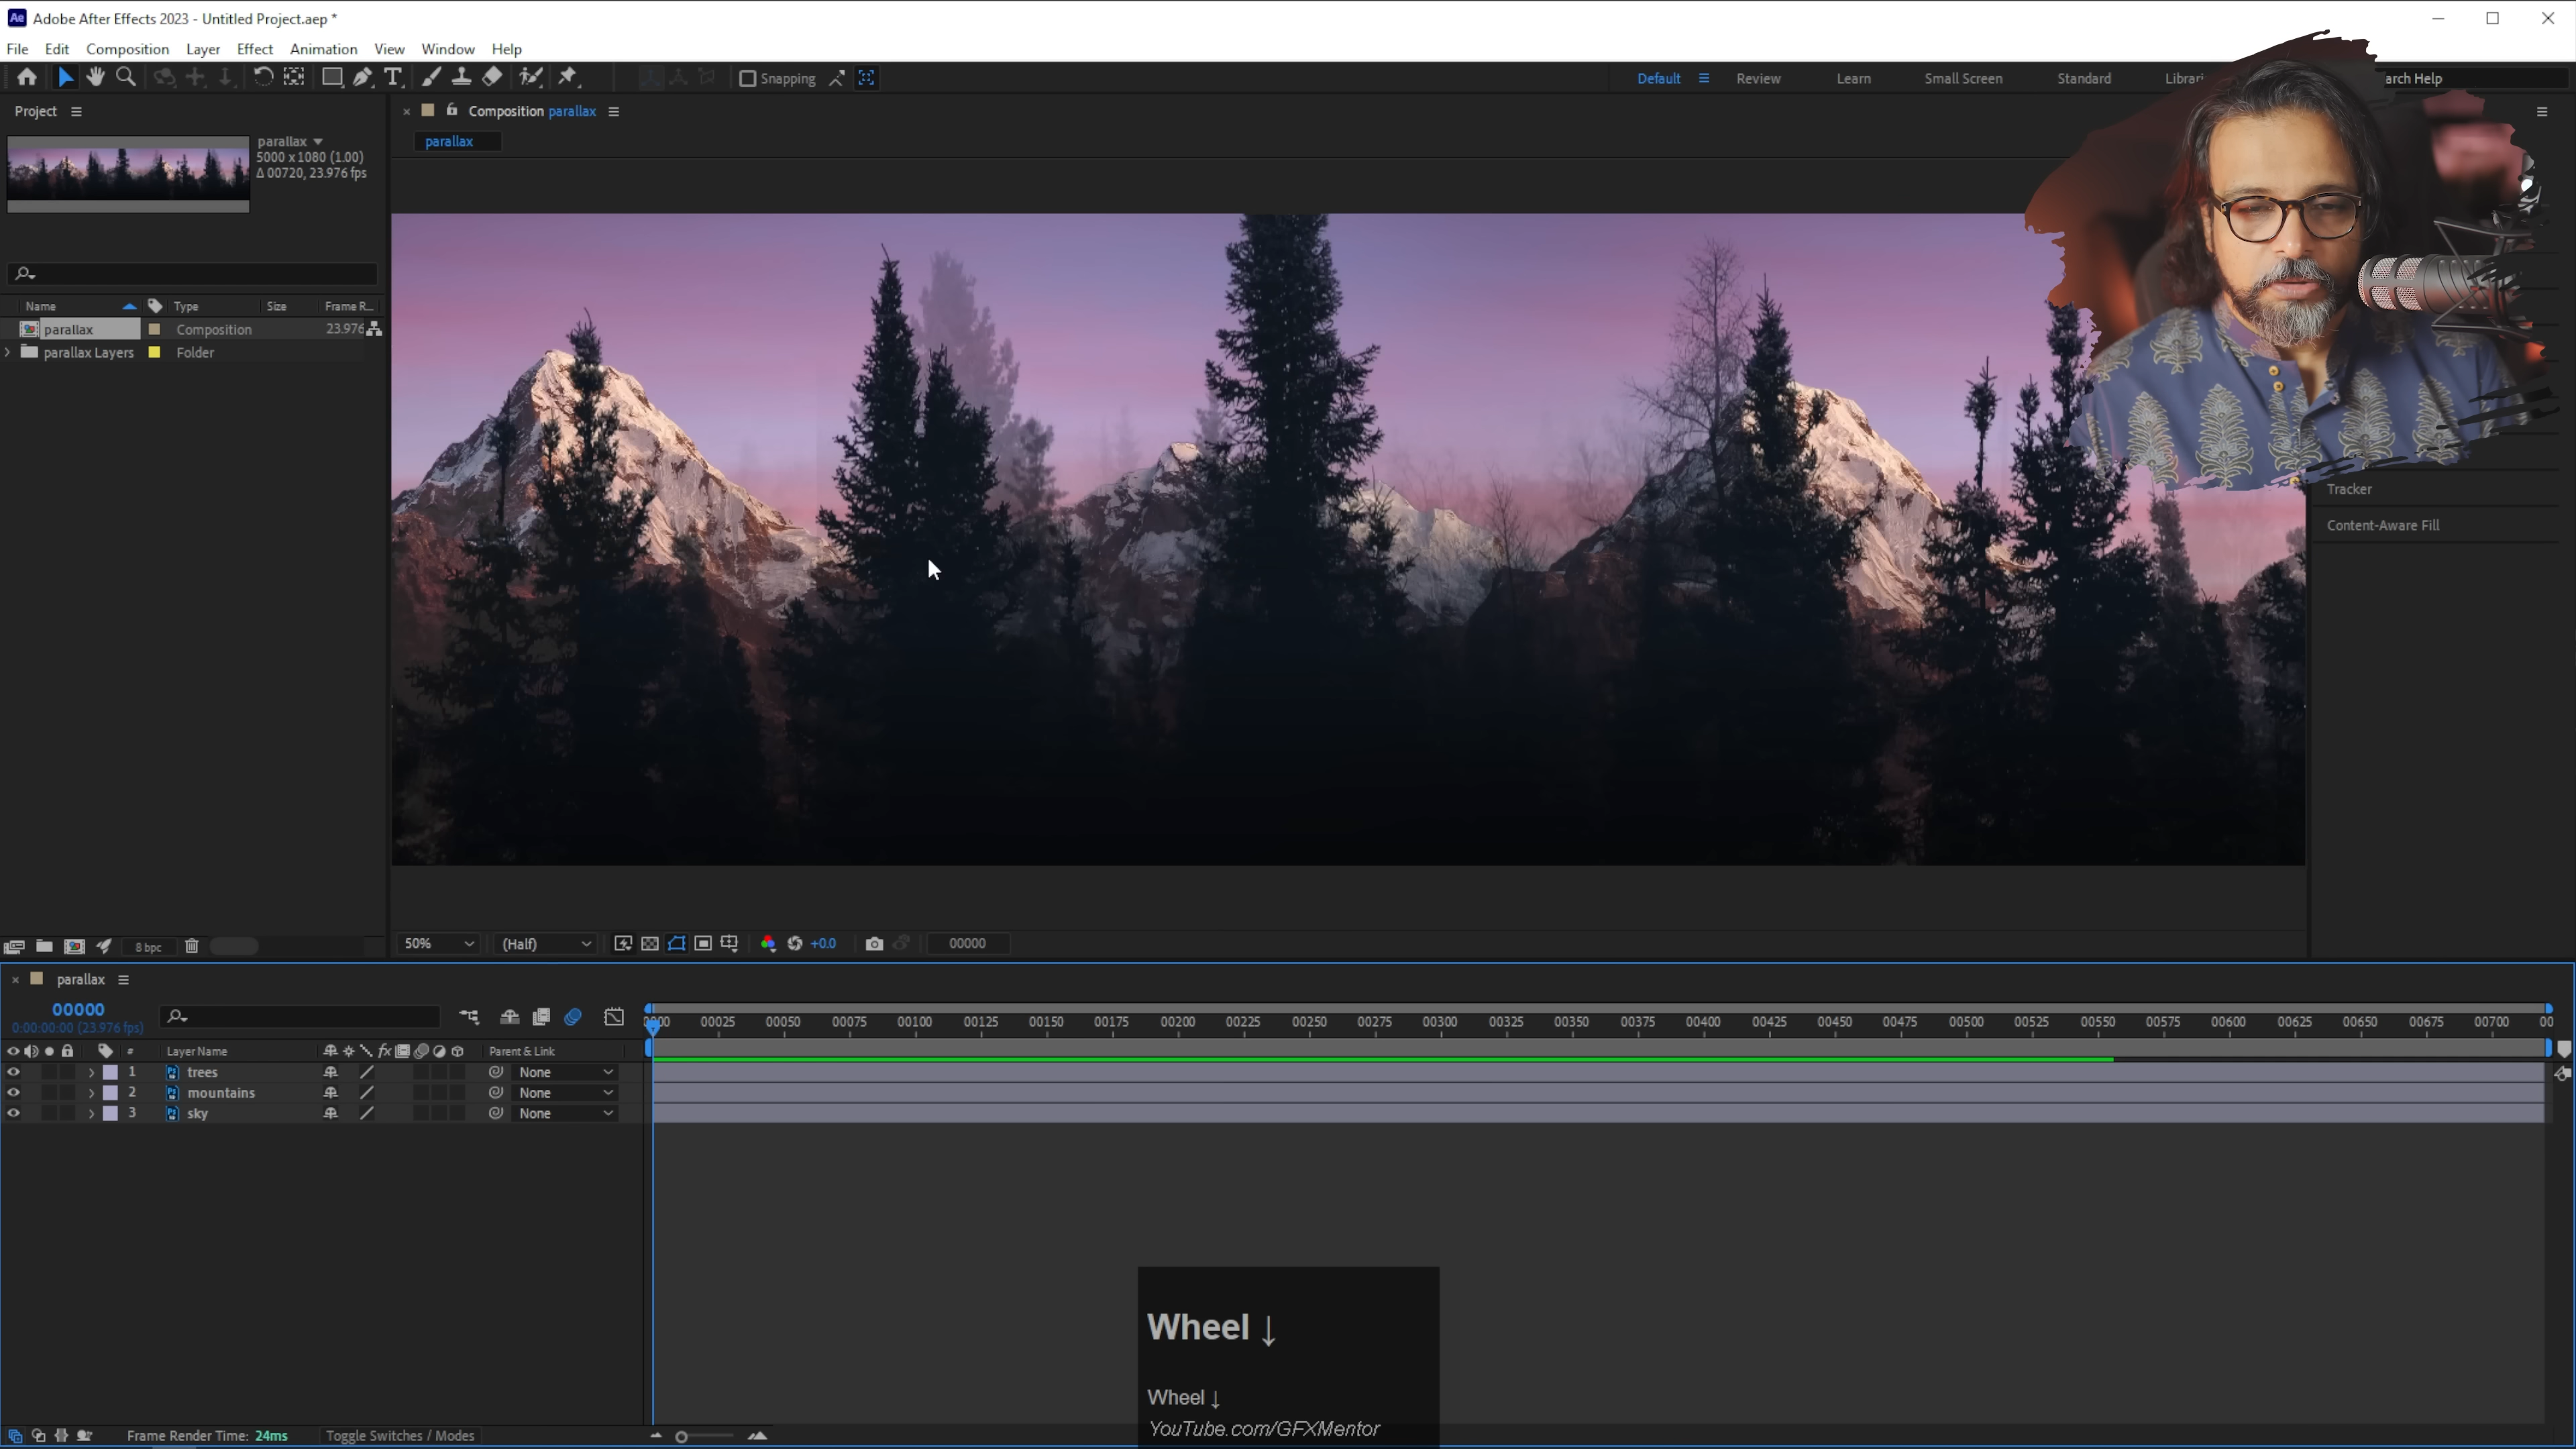 Adobe After Effects 2023 - Untitled Project.aep *
File Edit Composition Layer Effect Animation View Window Help
Snapping Default Review Learn Small Screen Standard Librari arch Help
Project
Composition parallax
parallax
parallax
5000 x 1080 (1.00)
Δ 00720, 23.976 fps
Name Type Size Frame R...
parallax Composition 23.976
parallax Layers Folder
Tracker
Content-Aware Fill
8 bpc
50% (Half) +0.0 00000
parallax
00000
0:00:00:00 (23.976 fps)
00025 00050 00075 00100 00125 00150 00175 00200 00225 00250 00275 00300 00325 00350 00375 00400 00425 00450 00475 00500 00525 00550 00575 00600 00625 00650 00675 00700 00
# Layer Name fx Parent & Link
1 trees None
2 mountains None
3 sky None
Wheel ↓
Wheel ↓
YouTube.com/GFXMentor
Frame Render Time: 24ms Toggle Switches / Modes